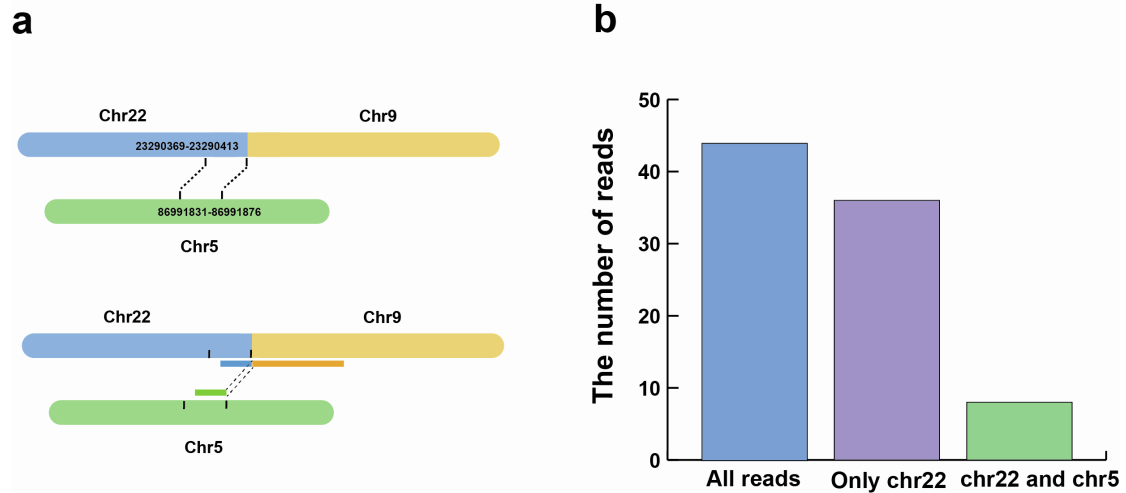 a
Chr22 Chr9
23290369-23290413
86991831-86991876
Chr5
Chr22 Chr9
Chr5
b
The number of reads
50
40
30
20
10
0
All reads Only chr22 chr22 and chr5